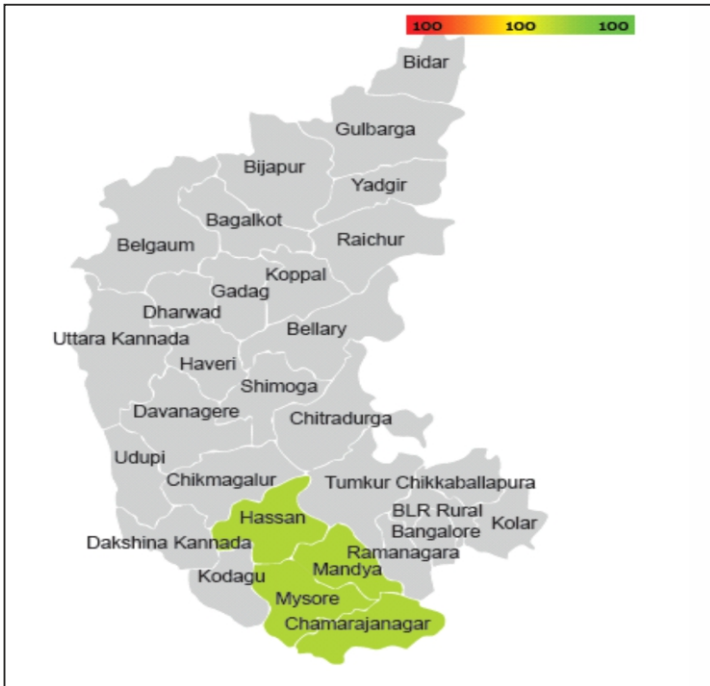 100 100 100
Bidar
Gulbarga
Bijapur
Yadgir
Bagalkot
Raichur
Belgaum
Koppal
Gadag
Dharwad
Bellary
Uttara Kannada
Haveri
Shimoga
Davanagere
Chitradurga
Udupi
Chikmagalur
Tumkur Chikkaballapura
BLR Rural
Hassan
Kolar
Bangalore
Dakshina Kannada
Ramanagara
Mandya
Kodagu
Mysore
Chamarajanagar